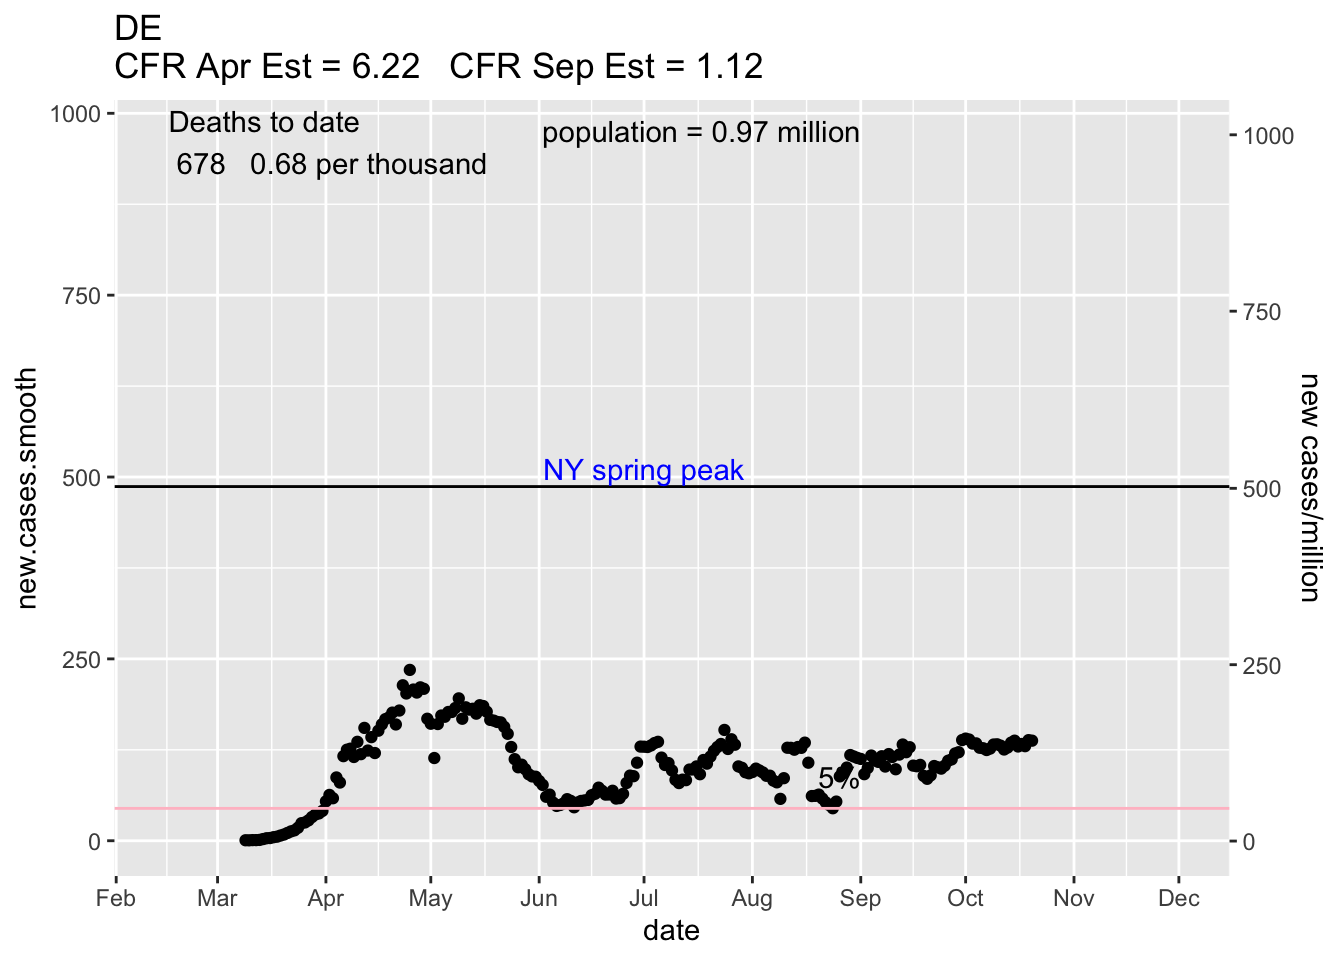 DE
CFR Apr Est = 6.22   CFR Sep Est = 1.12
Deaths to date
678   0.68 per thousand
population = 0.97 million
NY spring peak
5%
new.cases.smooth
1000
750
500
250
0
new cases/million
1000
750
500
250
0
Feb Mar Apr May Jun Jul Aug Sep Oct Nov Dec
date